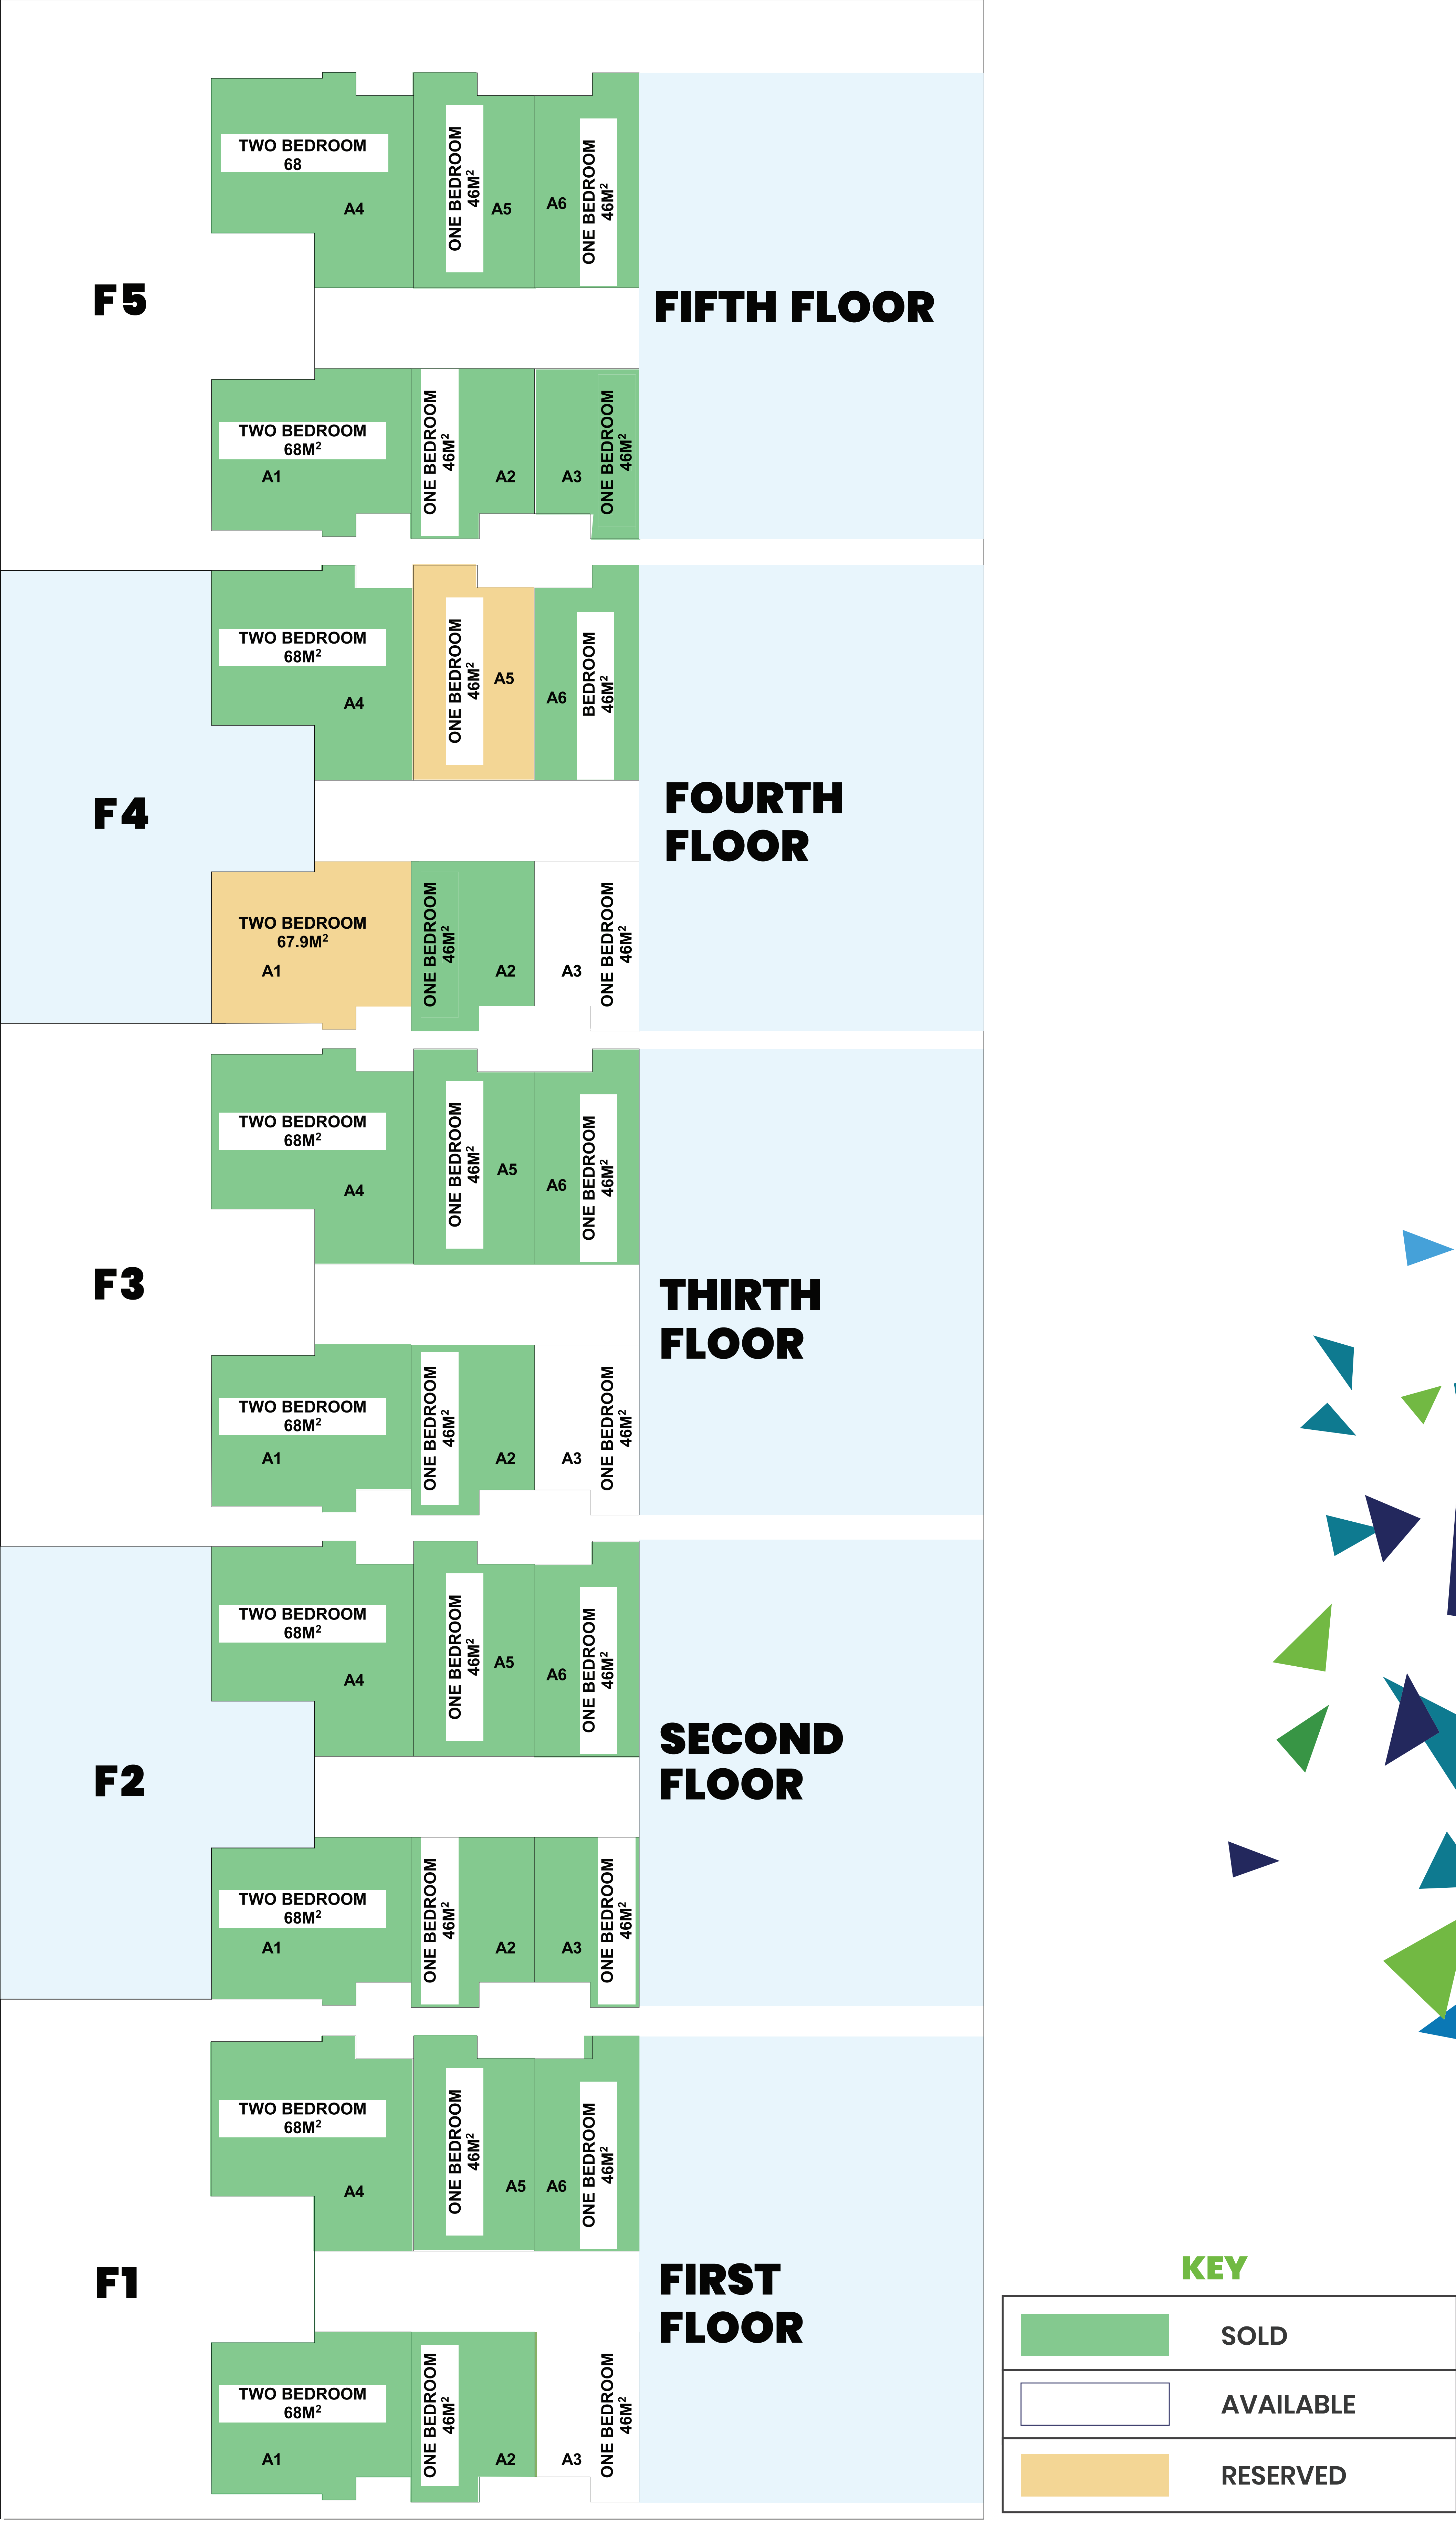 TWO BEDROOM
68
A4
ONE BEDROOM
46M²
A5
A6
ONE BEDROOM
46M²
F5
FIFTH FLOOR
TWO BEDROOM
68M²
A1
ONE BEDROOM
46M²
A2
A3
ONE BEDROOM
46M²
TWO BEDROOM
68M²
A4
ONE BEDROOM
46M²
A5
A6
BEDROOM
46M²
F4
FOURTH
FLOOR
TWO BEDROOM
67.9M²
A1
ONE BEDROOM
46M²
A2
A3
ONE BEDROOM
46M²
TWO BEDROOM
68M²
A4
ONE BEDROOM
46M²
A5
A6
ONE BEDROOM
46M²
F3
THIRTH
FLOOR
TWO BEDROOM
68M²
A1
ONE BEDROOM
46M²
A2
A3
ONE BEDROOM
46M²
TWO BEDROOM
68M²
A4
ONE BEDROOM
46M²
A5
A6
ONE BEDROOM
46M²
F2
SECOND
FLOOR
TWO BEDROOM
68M²
A1
ONE BEDROOM
46M²
A2
A3
ONE BEDROOM
46M²
TWO BEDROOM
68M²
A4
ONE BEDROOM
46M²
A5
A6
ONE BEDROOM
46M²
F1
FIRST
FLOOR
TWO BEDROOM
68M²
A1
ONE BEDROOM
46M²
A2
A3
ONE BEDROOM
46M²
KEY
SOLD
AVAILABLE
RESERVED